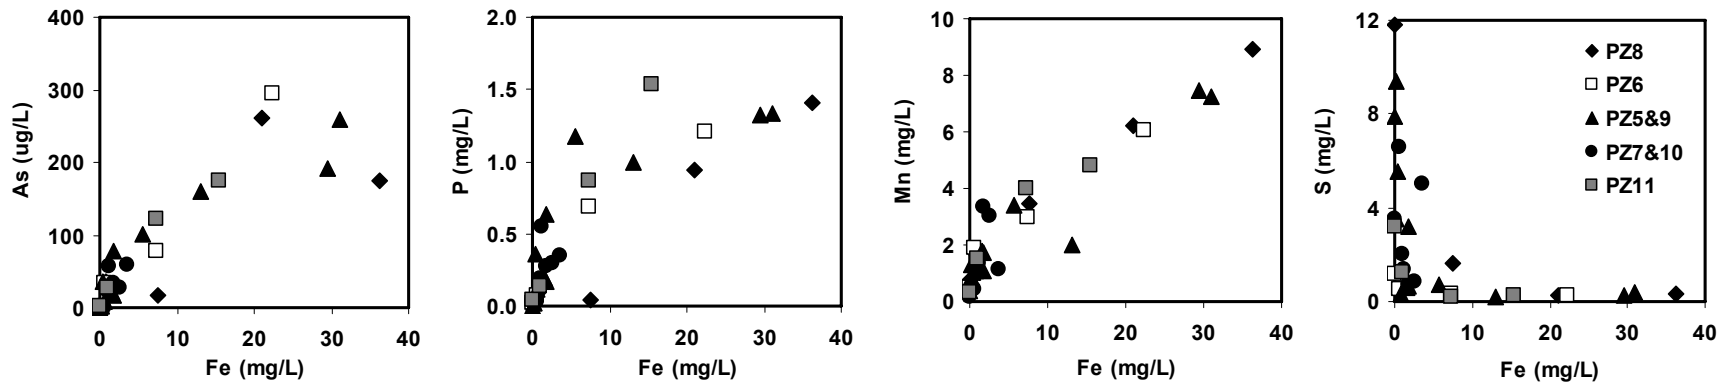 400
300
200
100
0
As (ug/L)
0 10 20 30 40
Fe (mg/L)
2.0
1.5
1.0
0.5
0.0
P (mg/L)
0 10 20 30 40
Fe (mg/L)
10
8
6
4
2
0
Mn (mg/L)
0 10 20 30 40
Fe (mg/L)
12
8
4
0
S (mg/L)
0 10 20 30 40
Fe (mg/L)
PZ8
PZ6
PZ5&9
PZ7&10
PZ11